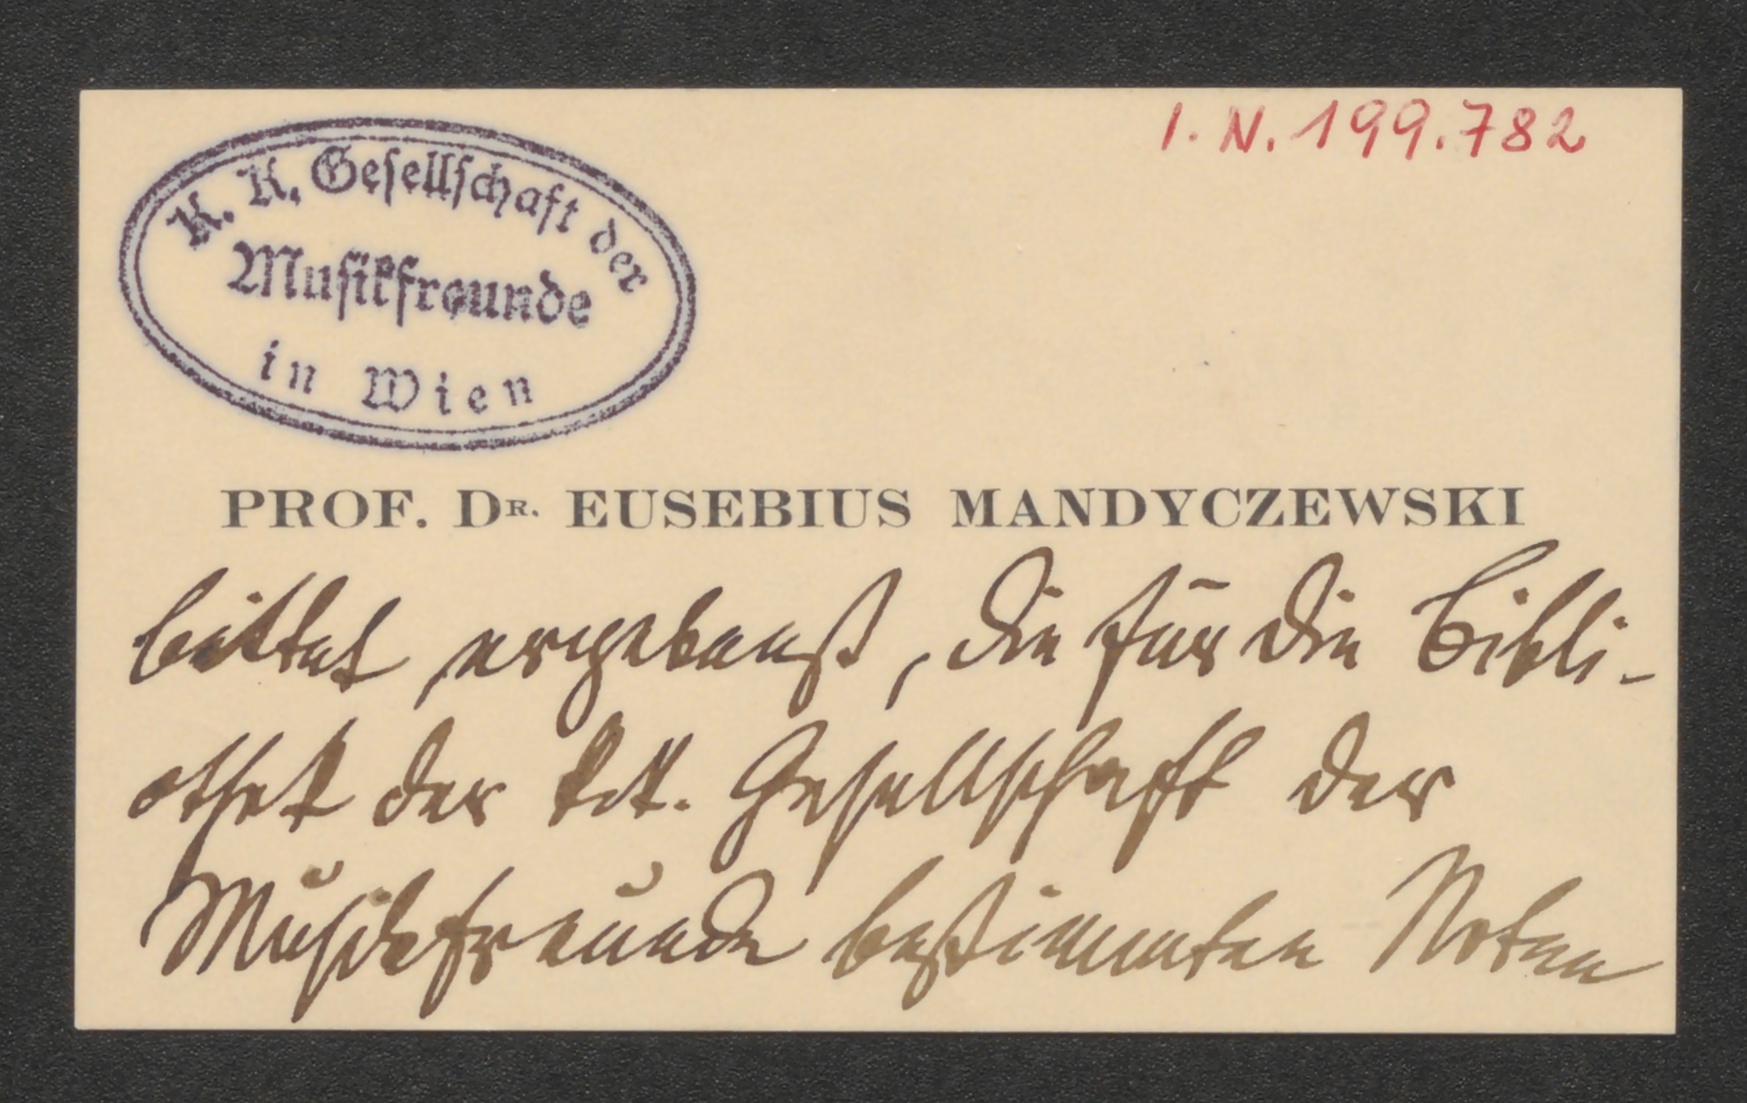 I. N. 199.782
K. K. Gesellschaft der
Musikfreunde
in Wien
PROF. DR. EUSEBIUS MANDYCZEWSKI
bittet ergebenst, die für die Bibli-
othek der k.k. Gesellschaft der
Musikfreunde bestimmten Noten